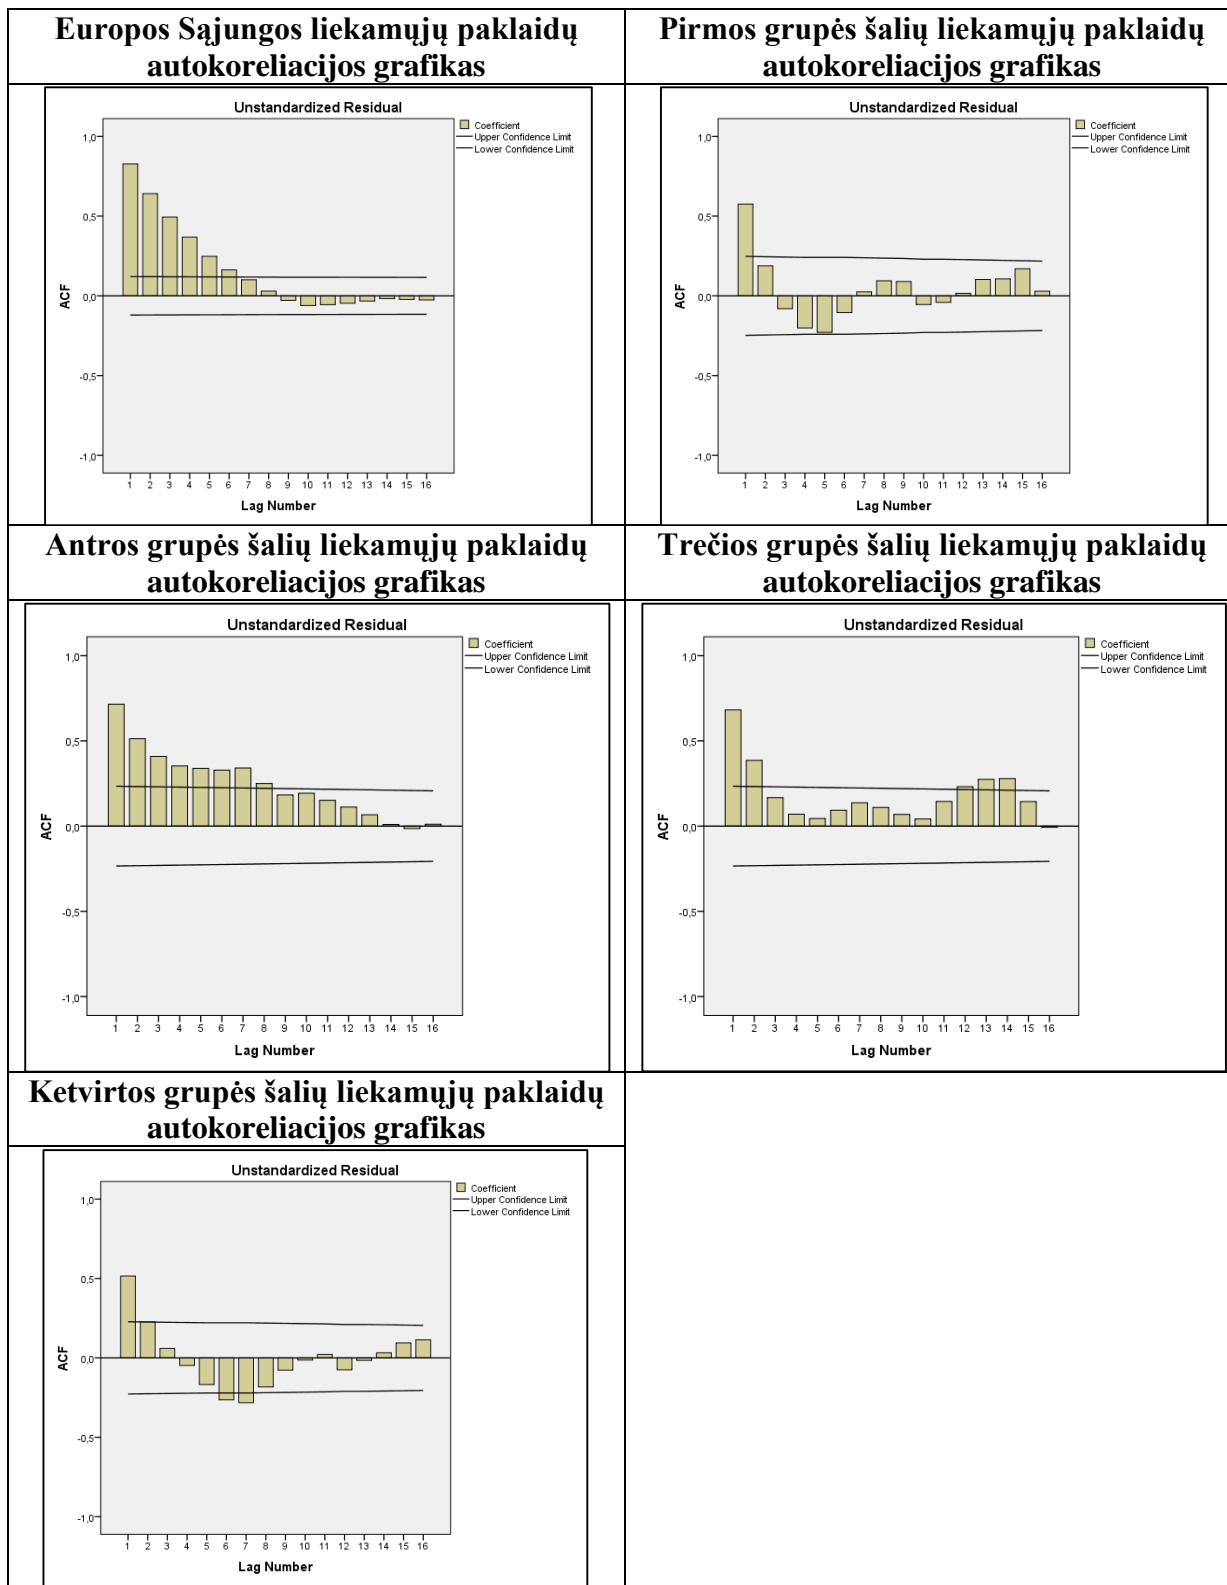 Europos Sąjungos liekamųjų paklaidų
autokoreliacijos grafikas
Unstandardized Residual
Coefficient
Upper Confidence Limit
Lower Confidence Limit
1,0
0,5
0,0
-0,5
-1,0
ACF
1 2 3 4 5 6 7 8 9 10 11 12 13 14 15 16
Lag Number
Pirmos grupės šalių liekamųjų paklaidų
autokoreliacijos grafikas
Unstandardized Residual
Coefficient
Upper Confidence Limit
Lower Confidence Limit
1,0
0,5
0,0
-0,5
-1,0
ACF
1 2 3 4 5 6 7 8 9 10 11 12 13 14 15 16
Lag Number
Antros grupės šalių liekamųjų paklaidų
autokoreliacijos grafikas
Unstandardized Residual
Coefficient
Upper Confidence Limit
Lower Confidence Limit
1,0
0,5
0,0
-0,5
-1,0
ACF
1 2 3 4 5 6 7 8 9 10 11 12 13 14 15 16
Lag Number
Trečios grupės šalių liekamųjų paklaidų
autokoreliacijos grafikas
Unstandardized Residual
Coefficient
Upper Confidence Limit
Lower Confidence Limit
1,0
0,5
0,0
-0,5
-1,0
ACF
1 2 3 4 5 6 7 8 9 10 11 12 13 14 15 16
Lag Number
Ketvirtos grupės šalių liekamųjų paklaidų
autokoreliacijos grafikas
Unstandardized Residual
Coefficient
Upper Confidence Limit
Lower Confidence Limit
1,0
0,5
0,0
-0,5
-1,0
ACF
1 2 3 4 5 6 7 8 9 10 11 12 13 14 15 16
Lag Number